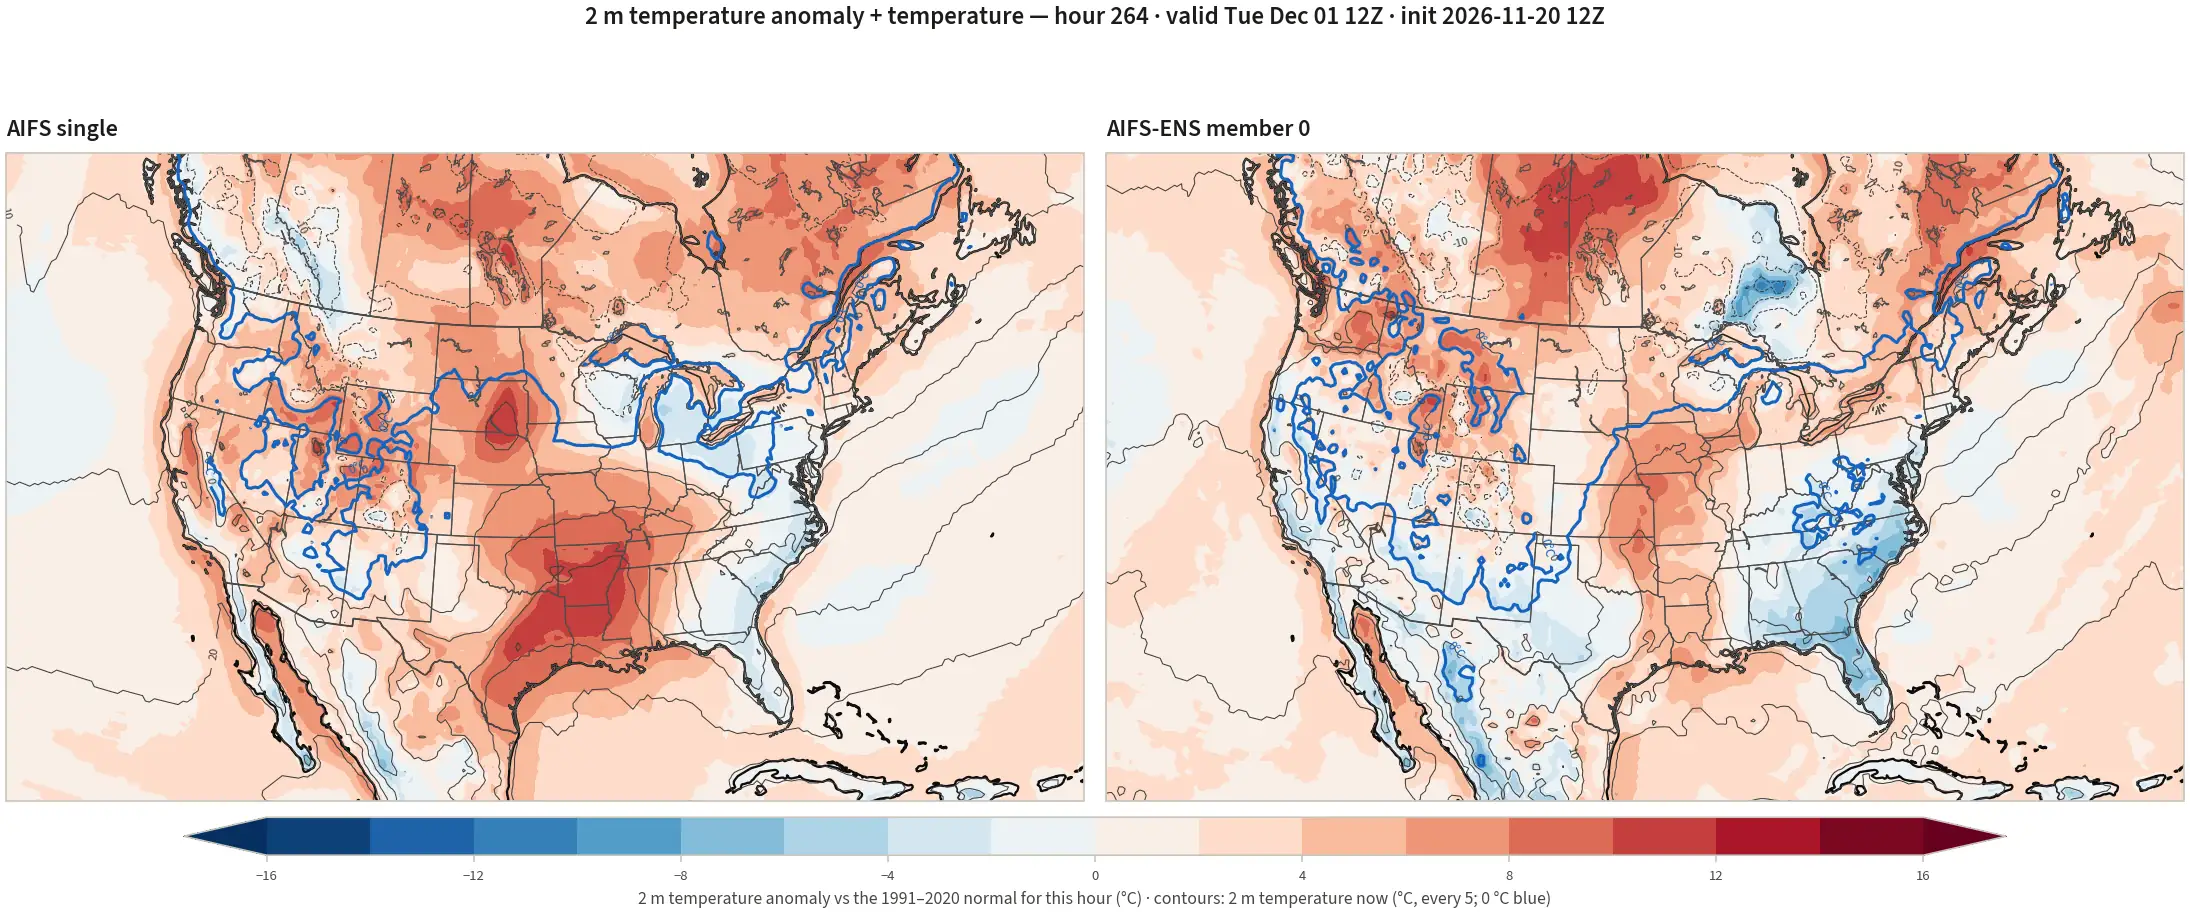 2 m temperature anomaly + temperature — hour 264 · valid Tue Dec 01 12Z · init 2026-11-20 12Z
AIFS single
AIFS-ENS member 0
−16 −12 −8 −4 0 4 8 12 16
2 m temperature anomaly vs the 1991–2020 normal for this hour (°C) · contours: 2 m temperature now (°C, every 5; 0 °C blue)